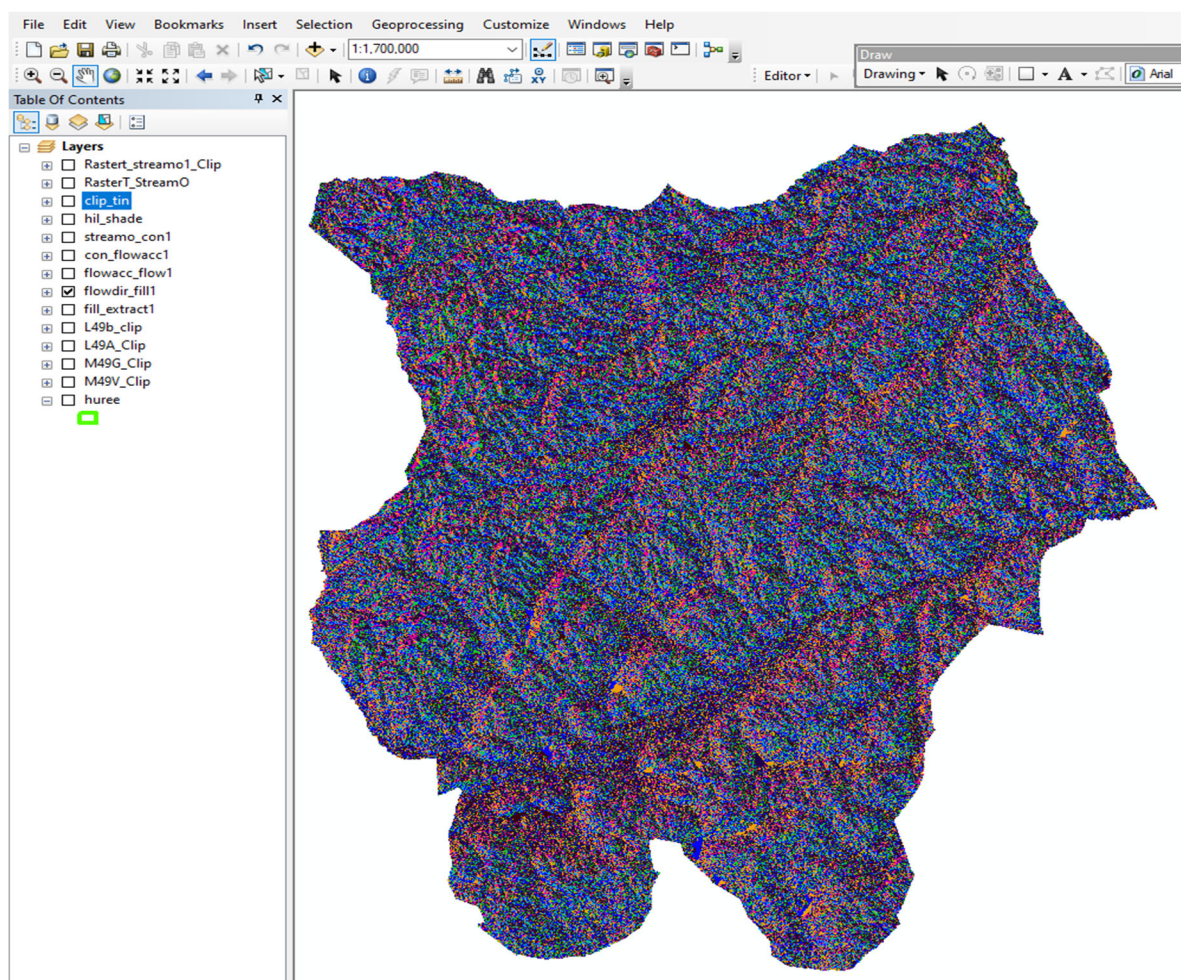 File Edit View Bookmarks Insert Selection Geoprocessing Customize Windows Help
1:1,700,000
Draw
Editor
Drawing A Arial
Table Of Contents
Layers
Rastert_streamo1_Clip
RasterT_StreamO
clip_tin
hil_shade
streamo_con1
con_flowacc1
flowacc_flow1
flowdir_fill1
fill_extract1
L49b_clip
L49A_Clip
M49G_Clip
M49V_Clip
huree